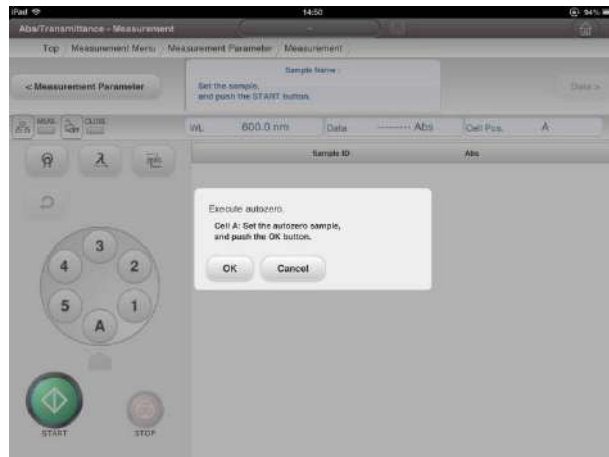 iPad
14:50
94%
Abs/Transmittance - Measurement
Top Measurement Menu Measurement Parameter Measurement
< Measurement Parameter
Sample Name :
Set the sample,
and push the START button.
Data >
MEAS. CLOSE
WL 600.0 nm Data --------- Abs Cell Pos. A
Sample ID Abs
λ
Execute autozero.
Cell A: Set the autozero sample,
and push the OK button.
OK Cancel
3
4 2
5 1
A
START STOP